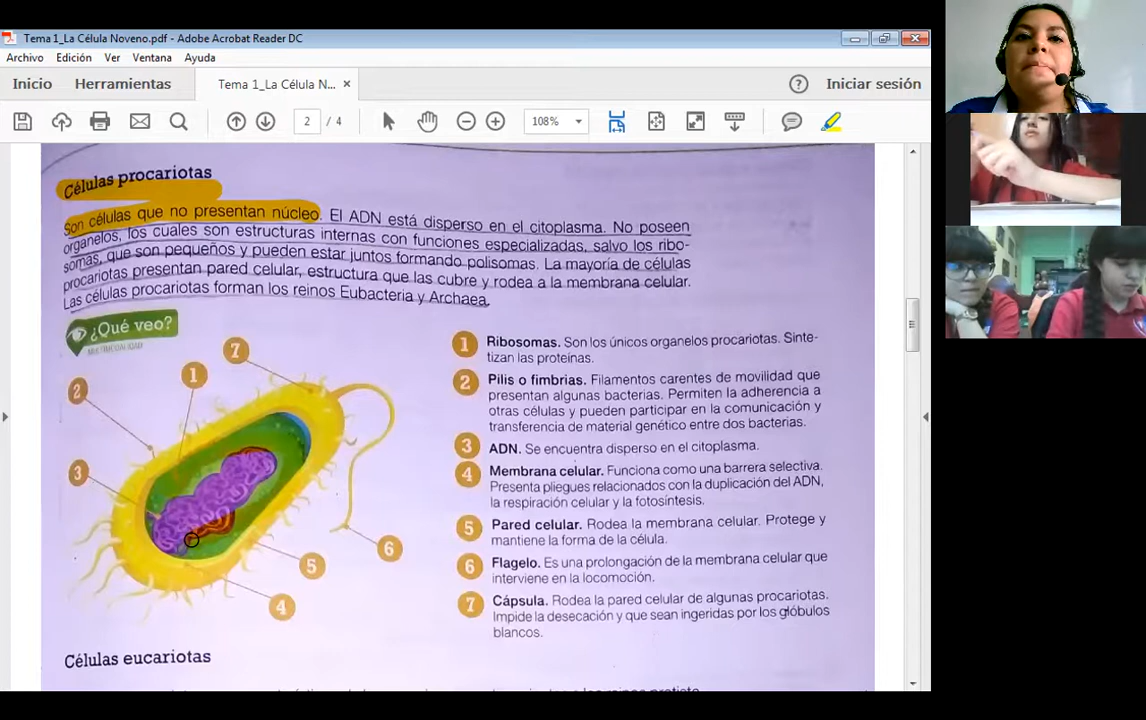 Tema 1_La Célula Noveno.pdf - Adobe Acrobat Reader DC
Archivo Edición Ver Ventana Ayuda
Inicio Herramientas Tema 1_La Célula N... × ? Iniciar sesión
2 / 4 108%
Células procariotas
Son células que no presentan núcleo. El ADN está disperso en el citoplasma. No poseen
organelos, los cuales son estructuras internas con funciones especializadas, salvo los ribo-
somas, que son pequeños y pueden estar juntos formando polisomas. La mayoría de células
procariotas presentan pared celular, estructura que las cubre y rodea a la membrana celular.
Las células procariotas forman los reinos Eubacteria y Archaea.
¿Qué veo?
MULTIMODALIDAD
7
1
2
3
6
5
4
1 Ribosomas. Son los únicos organelos procariotas. Sinte-
tizan las proteínas.
2 Pilis o fimbrias. Filamentos carentes de movilidad que
presentan algunas bacterias. Permiten la adherencia a
otras células y pueden participar en la comunicación y
transferencia de material genético entre dos bacterias.
3 ADN. Se encuentra disperso en el citoplasma.
4 Membrana celular. Funciona como una barrera selectiva.
Presenta pliegues relacionados con la duplicación del ADN,
la respiración celular y la fotosíntesis.
5 Pared celular. Rodea la membrana celular. Protege y
mantiene la forma de la célula.
6 Flagelo. Es una prolongación de la membrana celular que
interviene en la locomoción.
7 Cápsula. Rodea la pared celular de algunas procariotas.
Impide la desecación y que sean ingeridas por los glóbulos
blancos.
Células eucariotas